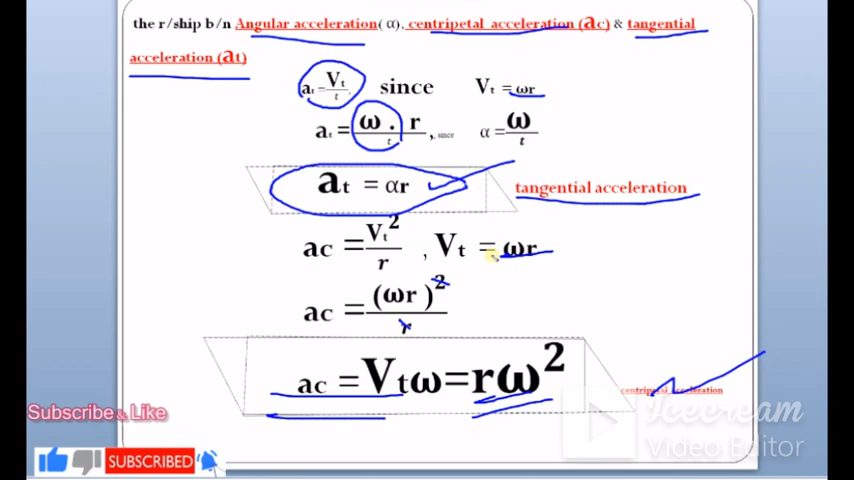 the r/ship b/n Angular acceleration( α), centripetal acceleration (ac) & tangential
acceleration (at)
at = Vt/t since Vt = ωr
at = ω . r/t , since α = ω/t
at = αr tangential acceleration
ac = Vt²/r , Vt = ωr
ac = (ωr )²/r
ac = Vtω=rω² centripetal acceleration
Subscribe & Like
SUBSCRIBED
Icecream
Video Editor